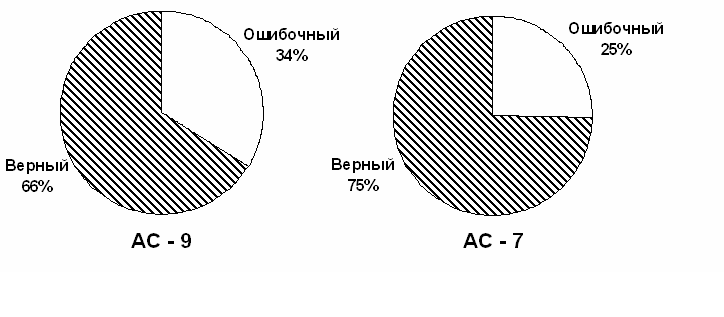 Ошибочный
34%
Верный
66%
АС - 9
Ошибочный
25%
Верный
75%
АС - 7